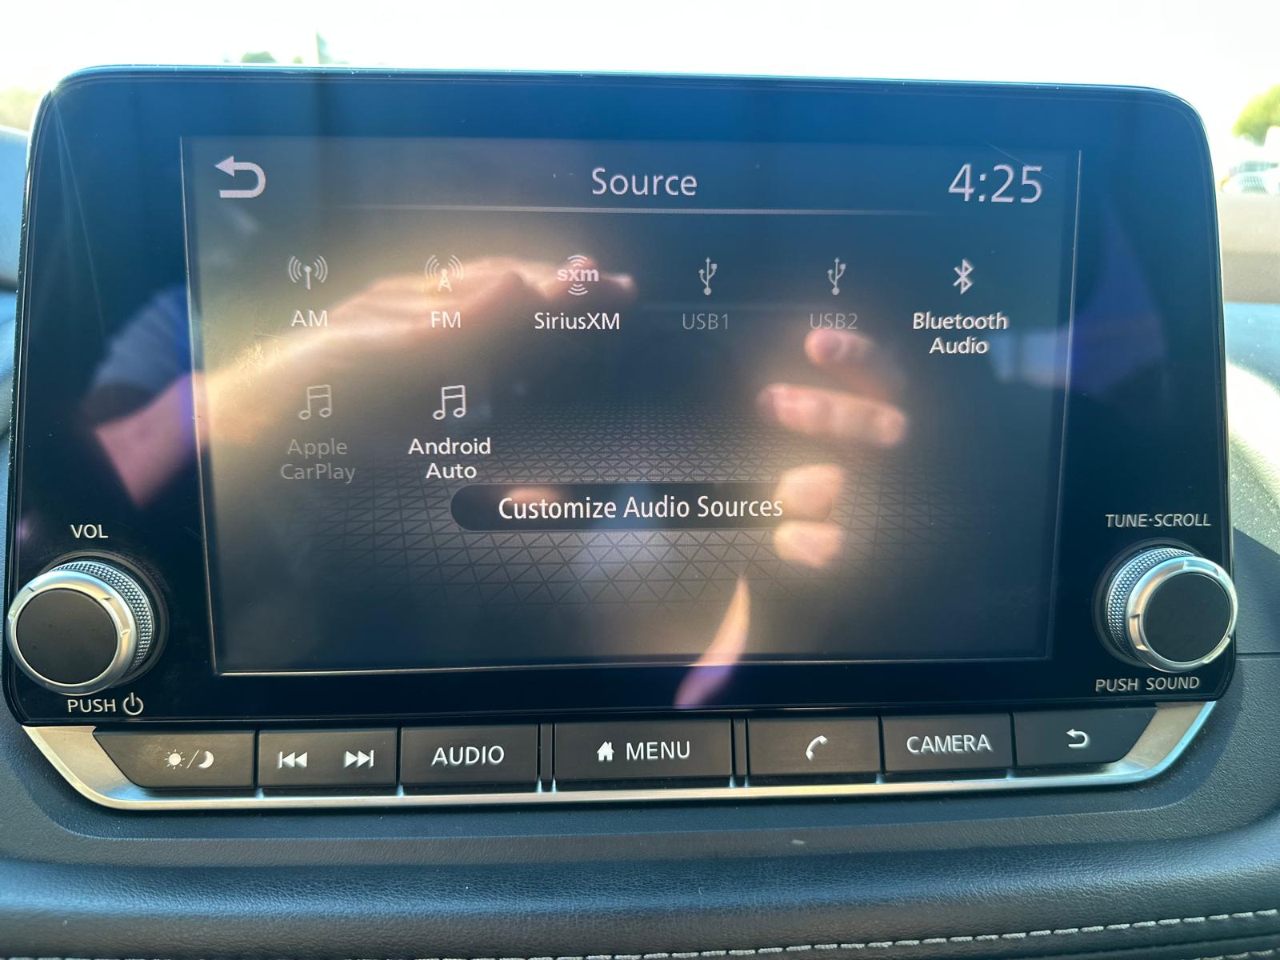 Source
4:25
AM
FM
sxm
SiriusXM
USB1
USB2
Bluetooth
Audio
Apple
CarPlay
Android
Auto
Customize Audio Sources
VOL
PUSH
TUNE·SCROLL
PUSH SOUND
AUDIO
MENU
CAMERA